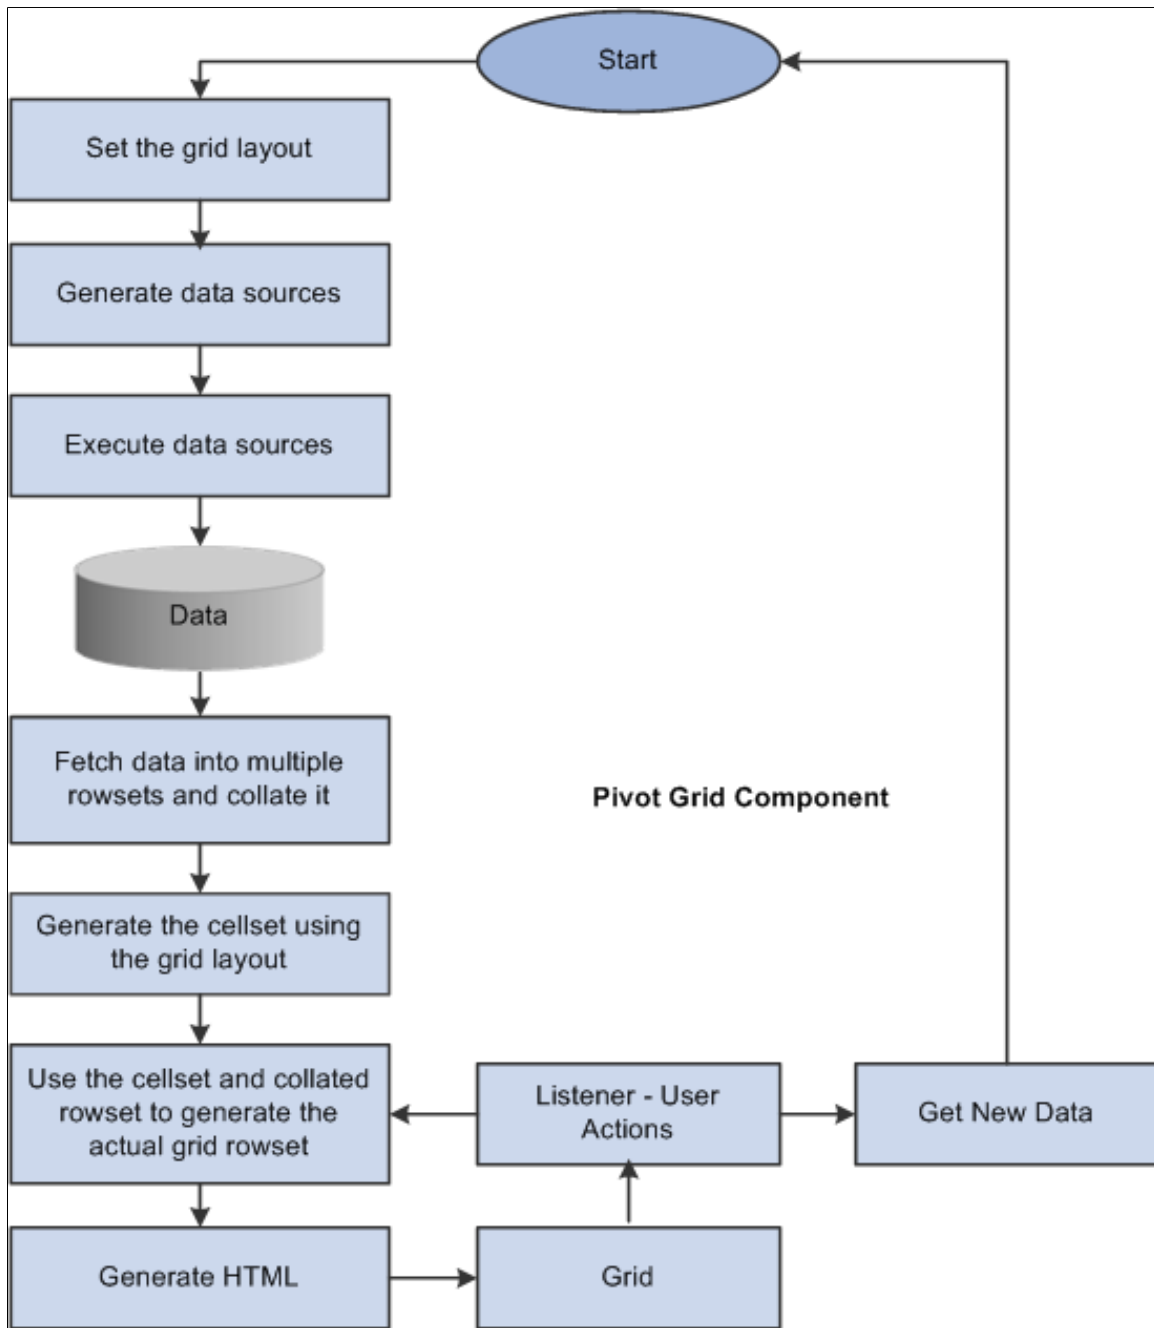 Start
Set the grid layout
Generate data sources
Execute data sources
Data
Fetch data into multiple
rowsets and collate it
Pivot Grid Component
Generate the cellset using
the grid layout
Use the cellset and collated
rowset to generate the
actual grid rowset
Listener - User
Actions
Get New Data
Generate HTML
Grid